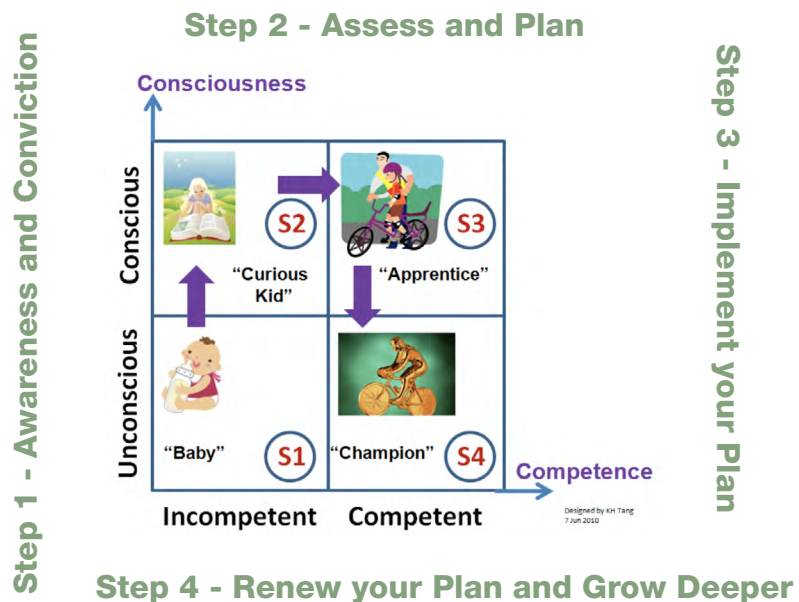 Step 2 - Assess and Plan
Step 1 - Awareness and Conviction
Step 3 - Implement your Plan
Consciousness
Conscious
S2
S3
“Curious
Kid”
“Apprentice”
Unconscious
“Baby”
S1
“Champion”
S4
Competence
Incompetent
Competent
Designed by KH Tang
7 Jun 2010
Step 4 - Renew your Plan and Grow Deeper